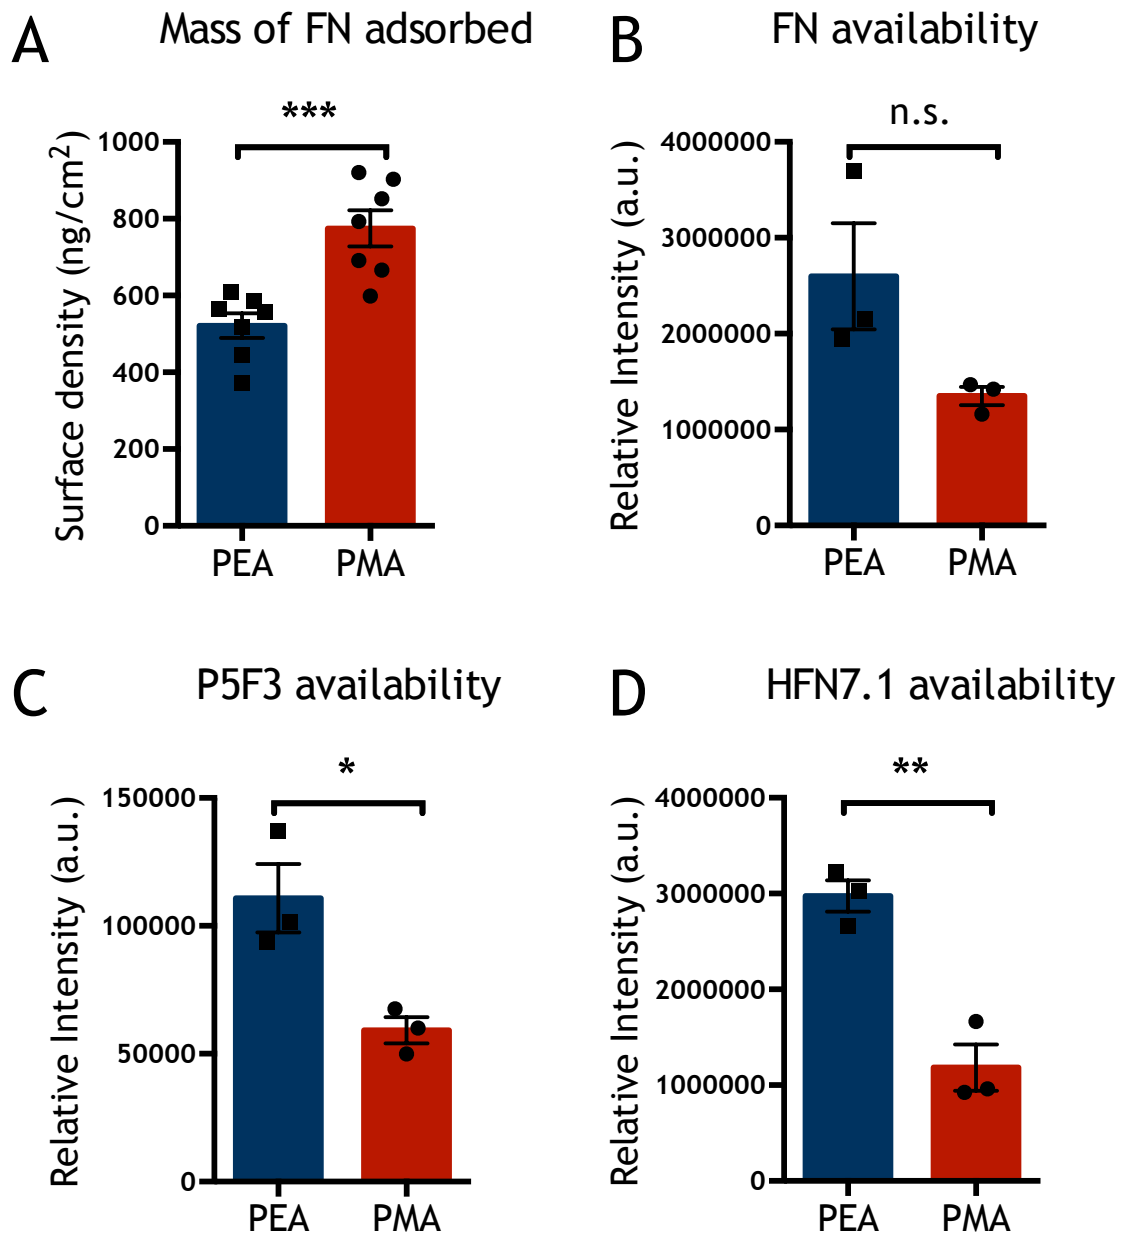 A
Mass of FN adsorbed
***
Surface density (ng/cm²)
1000
800
600
400
200
0
PEA
PMA
B
FN availability
n.s.
Relative Intensity (a.u.)
4000000
3000000
2000000
1000000
0
PEA
PMA
C
P5F3 availability
*
Relative Intensity (a.u.)
150000
100000
50000
0
PEA
PMA
D
HFN7.1 availability
**
Relative Intensity (a.u.)
4000000
3000000
2000000
1000000
0
PEA
PMA